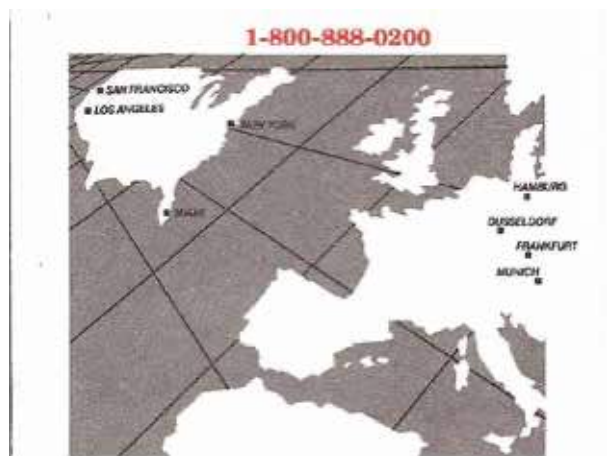 1-800-888-0200
SAN FRANCISCO
LOS ANGELES
NEW YORK
MIAMI
HAMBURG
DUSSELDORF
FRANKFURT
MUNICH